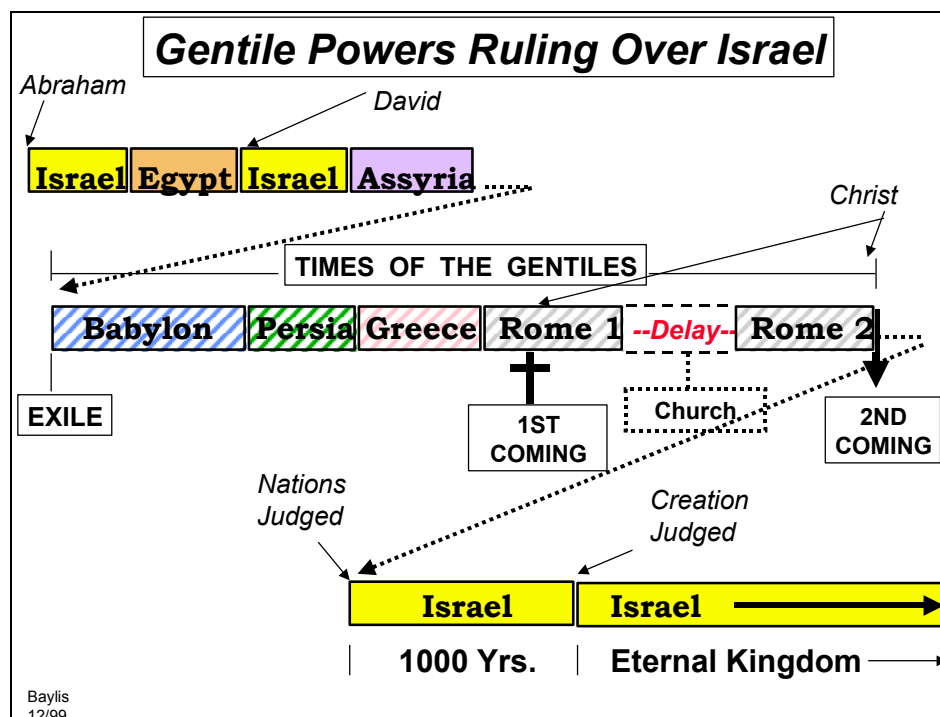 Gentile Powers Ruling Over Israel
Abraham
David
Israel Egypt Israel Assyria
Christ
TIMES OF THE GENTILES
Babylon Persia Greece Rome 1 --Delay-- Rome 2
EXILE
1ST
COMING
Church
2ND
COMING
Nations
Judged
Creation
Judged
Israel Israel
1000 Yrs. Eternal Kingdom
Baylis
12/99